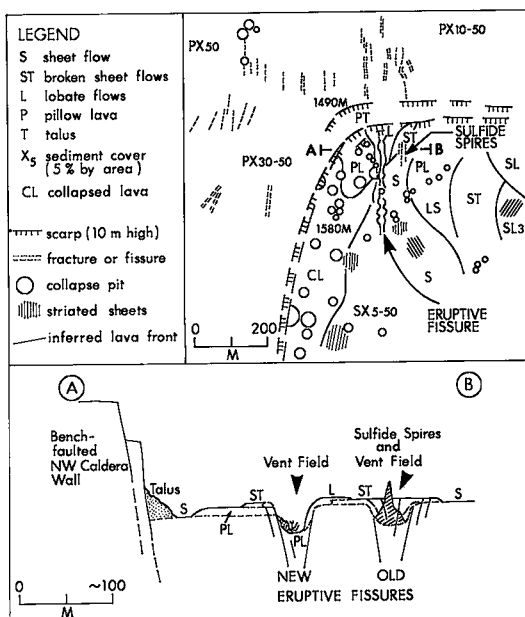 LEGEND
S sheet flow
ST broken sheet flows
L lobate flows
P pillow lava
T talus
X5 sediment cover
(5% by area)
CL collapsed lava
scarp (10 m high)
fracture or fissure
collapse pit
striated sheets
inferred lava front
PX50
PX10-50
1490M
PT
L
ST
SULFIDE
SPIRES
PX30-50
A
B
PL
S
PL
SL
P
ST
LS
SL3
1580M
CL
S
SX5-50
ERUPTIVE
FISSURE
0 200
M
A
B
Bench-
faulted
NW Caldera
Wall
Talus
S
PL
ST
Vent Field
PL
L
ST
Sulfide Spires
and
Vent Field
S
NEW OLD
ERUPTIVE FISSURES
0 ~100
M